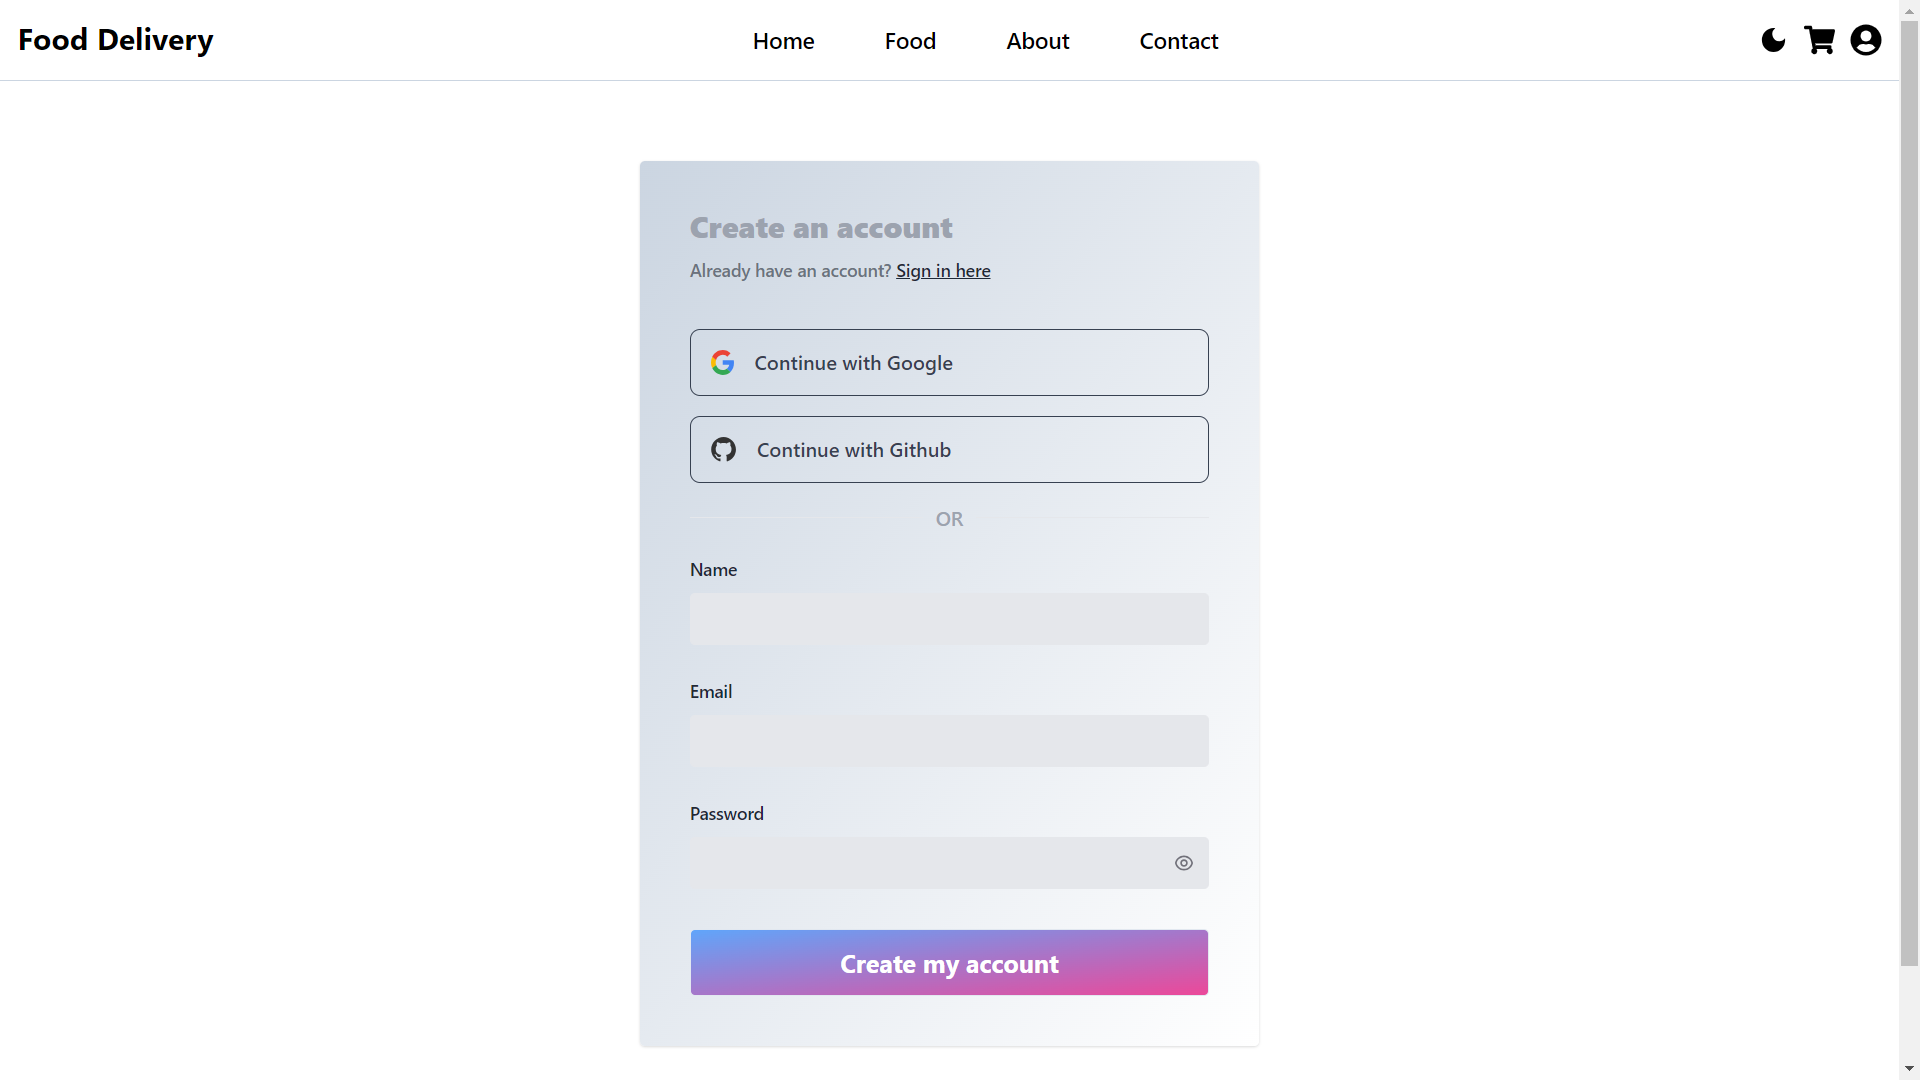 Food Delivery
Home
Food
About
Contact
Create an account
Already have an account? Sign in here
Continue with Google
Continue with Github
OR
Name
Email
Password
Create my account